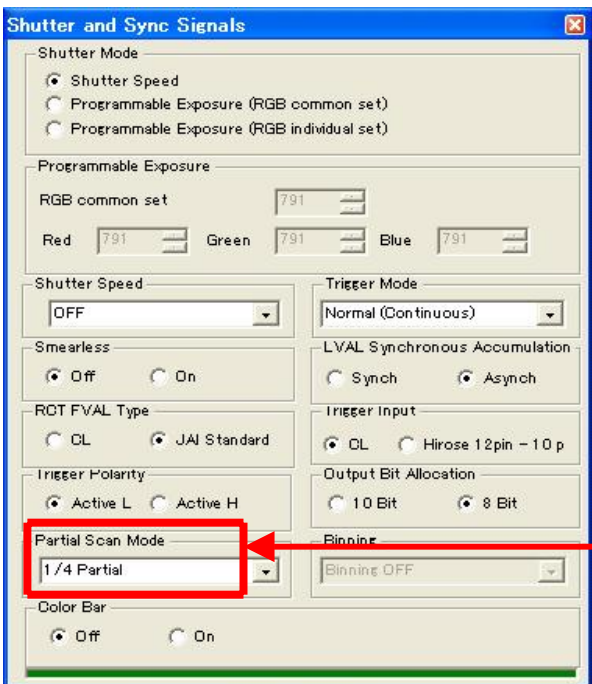 Shutter and Sync Signals
Shutter Mode
Shutter Speed
Programmable Exposure (RGB common set)
Programmable Exposure (RGB individual set)
Programmable Exposure
RGB common set 791
Red 791 Green 791 Blue 791
Shutter Speed Trigger Mode
OFF Normal (Continuous)
Smearless LVAL Synchronous Accumulation
Off On Synch Asynch
RCT FVAL Type Trigger Input
CL JAI Standard CL Hirose 12pin - 10 p
Trigger Polarity Output Bit Allocation
Active L Active H 10 Bit 8 Bit
Partial Scan Mode Binning
1/4 Partial Binning OFF
Color Bar
Off On